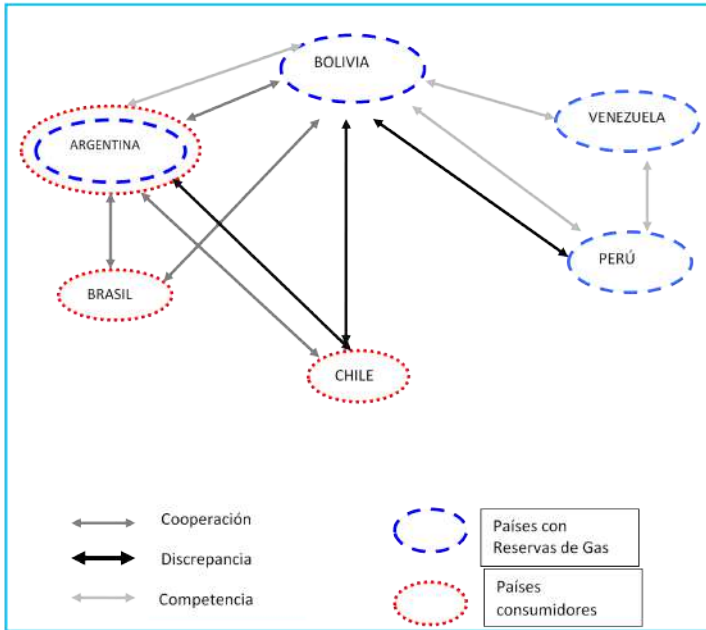 BOLIVIA
VENEZUELA
ARGENTINA
PERÚ
BRASIL
CHILE
Cooperación
Discrepancia
Competencia
Países con
Reservas de Gas
Países
consumidores